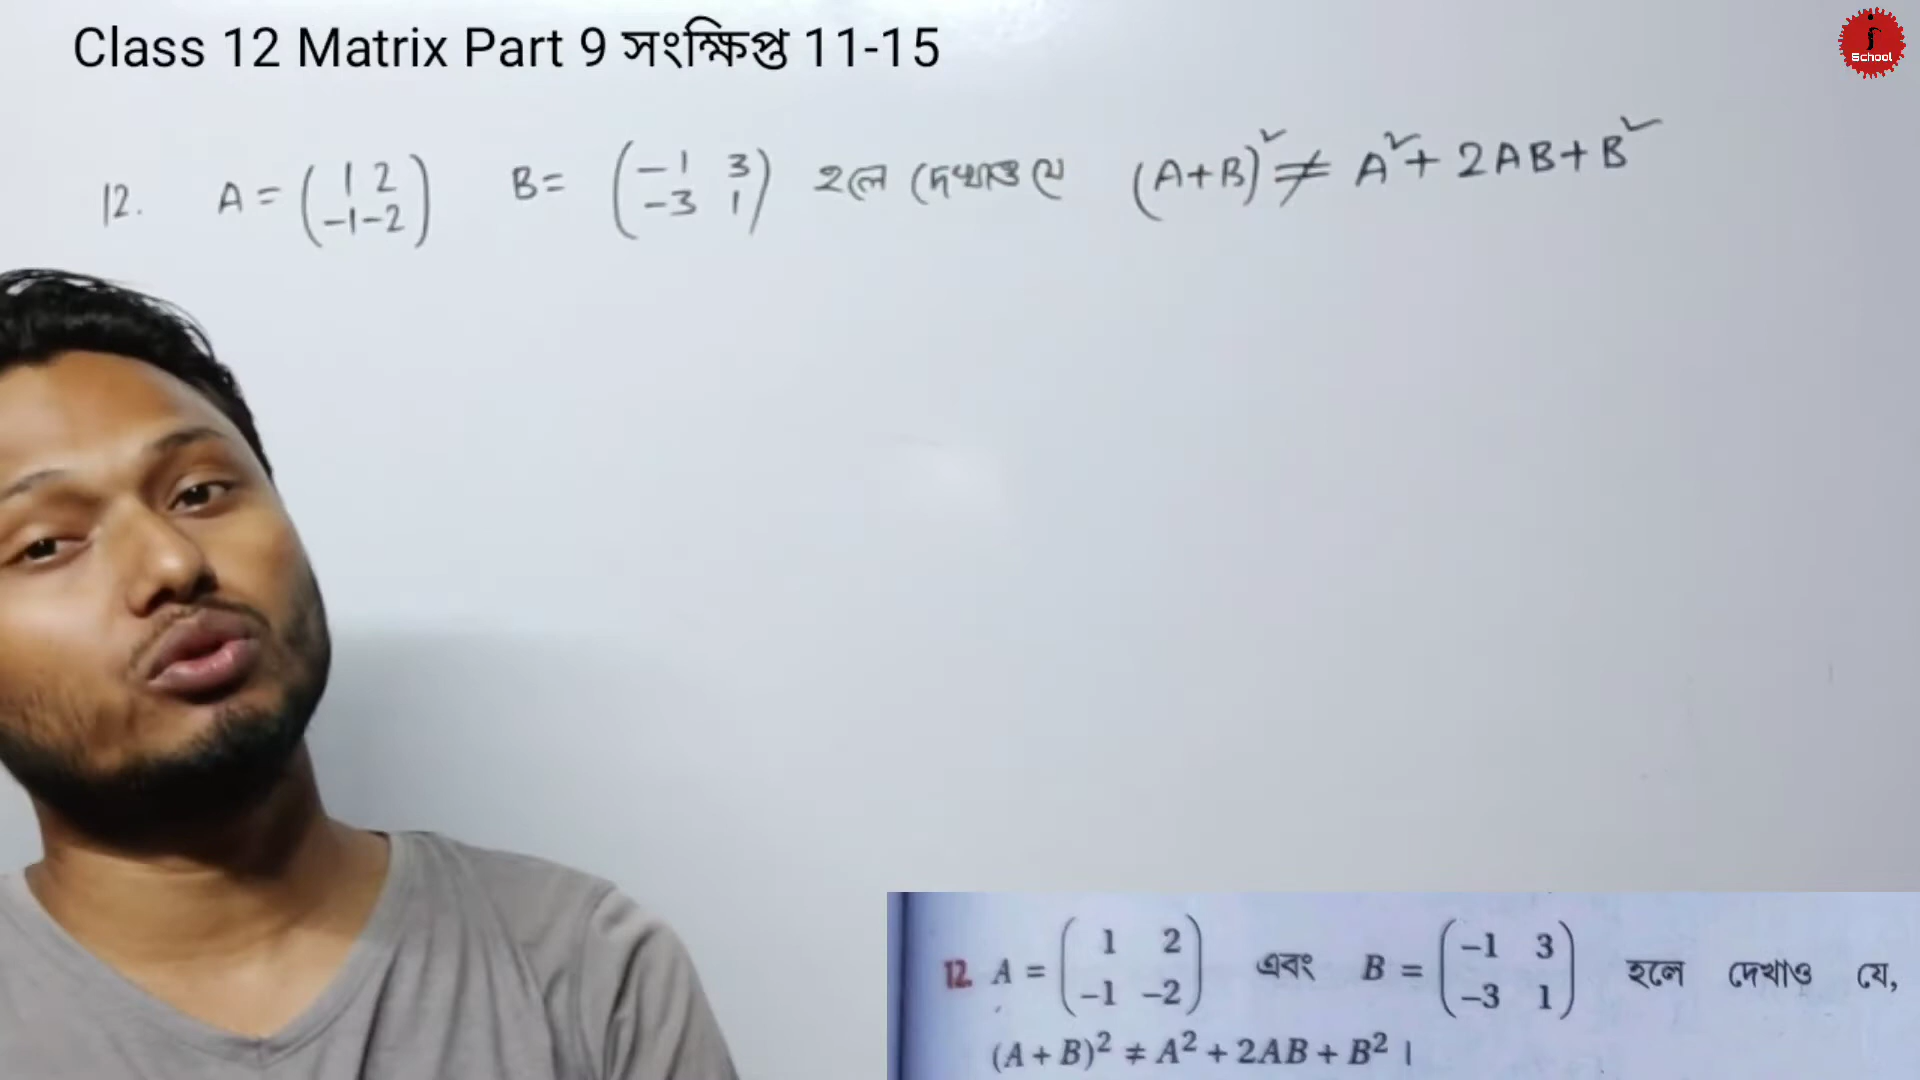 Class 12 Matrix Part 9 সংক্ষিপ্ত 11-15
School
12. A = ( 1 2 -1 -2 ) B = ( -1 3 -3 1 ) হলে দেখাও যে (A+B)² ≠ A² + 2AB + B²
12. A = ( 1 2 -1 -2 ) এবং B = ( -1 3 -3 1 ) হলে দেখাও যে,
(A + B)² ≠ A² + 2AB + B² ।